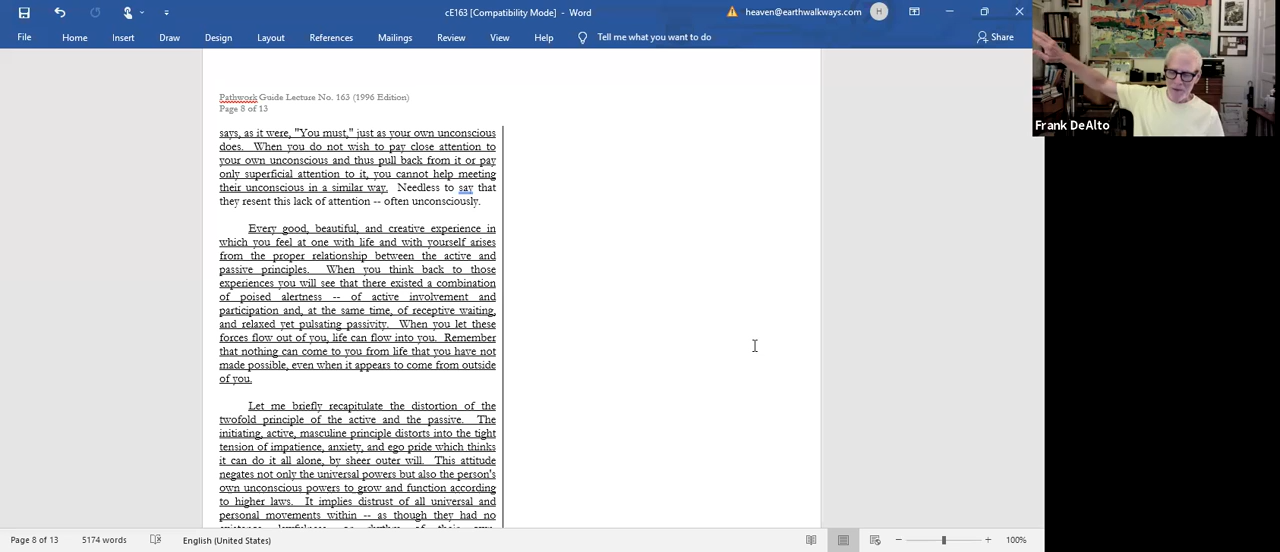 cE163 [Compatibility Mode] - Word
heaven@earthwalkways.com
H
File Home Insert Draw Design Layout References Mailings Review View Help Tell me what you want to do Share
Frank DeAlto
Pathwork Guide Lecture No. 163 (1996 Edition)
Page 8 of 13
says, as it were, "You must," just as your own unconscious
does. When you do not wish to pay close attention to
your own unconscious and thus pull back from it or pay
only superficial attention to it, you cannot help meeting
their unconscious in a similar way. Needless to say that
they resent this lack of attention -- often unconsciously.
Every good, beautiful, and creative experience in
which you feel at one with life and with yourself arises
from the proper relationship between the active and
passive principles. When you think back to those
experiences you will see that there existed a combination
of poised alertness -- of active involvement and
participation and, at the same time, of receptive waiting,
and relaxed yet pulsating passivity. When you let these
forces flow out of you, life can flow into you. Remember
that nothing can come to you from life that you have not
made possible, even when it appears to come from outside
of you.
Let me briefly recapitulate the distortion of the
twofold principle of the active and the passive. The
initiating, active, masculine principle distorts into the tight
tension of impatience, anxiety, and ego pride which thinks
it can do it all alone, by sheer outer will. This attitude
negates not only the universal powers but also the person's
own unconscious powers to grow and function according
to higher laws. It implies distrust of all universal and
personal movements within -- as though they had no
Page 8 of 13 5174 words English (United States) 100%